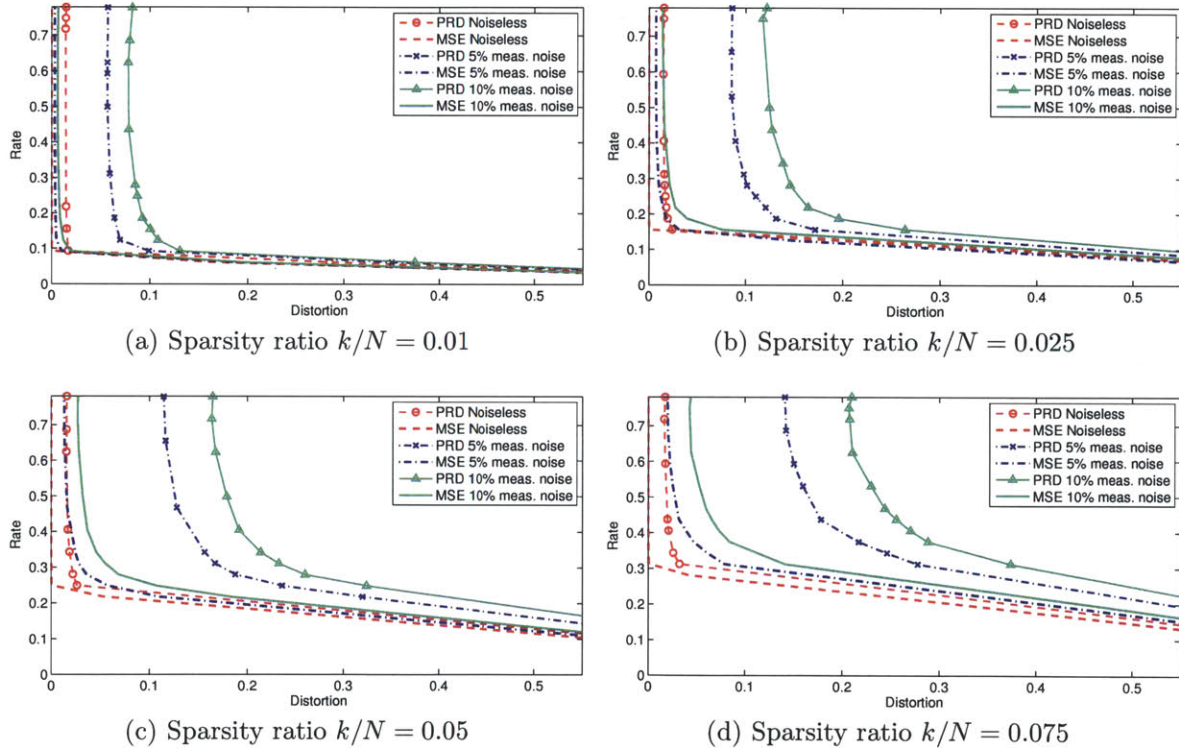 PRD Noiseless
MSE Noiseless
PRD 5% meas. noise
MSE 5% meas. noise
PRD 10% meas. noise
MSE 10% meas. noise
Rate
0.7
0.6
0.5
0.4
0.3
0.2
0.1
0
0 0.1 0.2 0.3 0.4 0.5
Distortion
(a) Sparsity ratio k/N = 0.01
PRD Noiseless
MSE Noiseless
PRD 5% meas. noise
MSE 5% meas. noise
PRD 10% meas. noise
MSE 10% meas. noise
Rate
0.7
0.6
0.5
0.4
0.3
0.2
0.1
0
0 0.1 0.2 0.3 0.4 0.5
Distortion
(b) Sparsity ratio k/N = 0.025
PRD Noiseless
MSE Noiseless
PRD 5% meas. noise
MSE 5% meas. noise
PRD 10% meas. noise
MSE 10% meas. noise
Rate
0.7
0.6
0.5
0.4
0.3
0.2
0.1
0
0 0.1 0.2 0.3 0.4 0.5
Distortion
(c) Sparsity ratio k/N = 0.05
PRD Noiseless
MSE Noiseless
PRD 5% meas. noise
MSE 5% meas. noise
PRD 10% meas. noise
MSE 10% meas. noise
Rate
0.7
0.6
0.5
0.4
0.3
0.2
0.1
0
0 0.1 0.2 0.3 0.4 0.5
Distortion
(d) Sparsity ratio k/N = 0.075